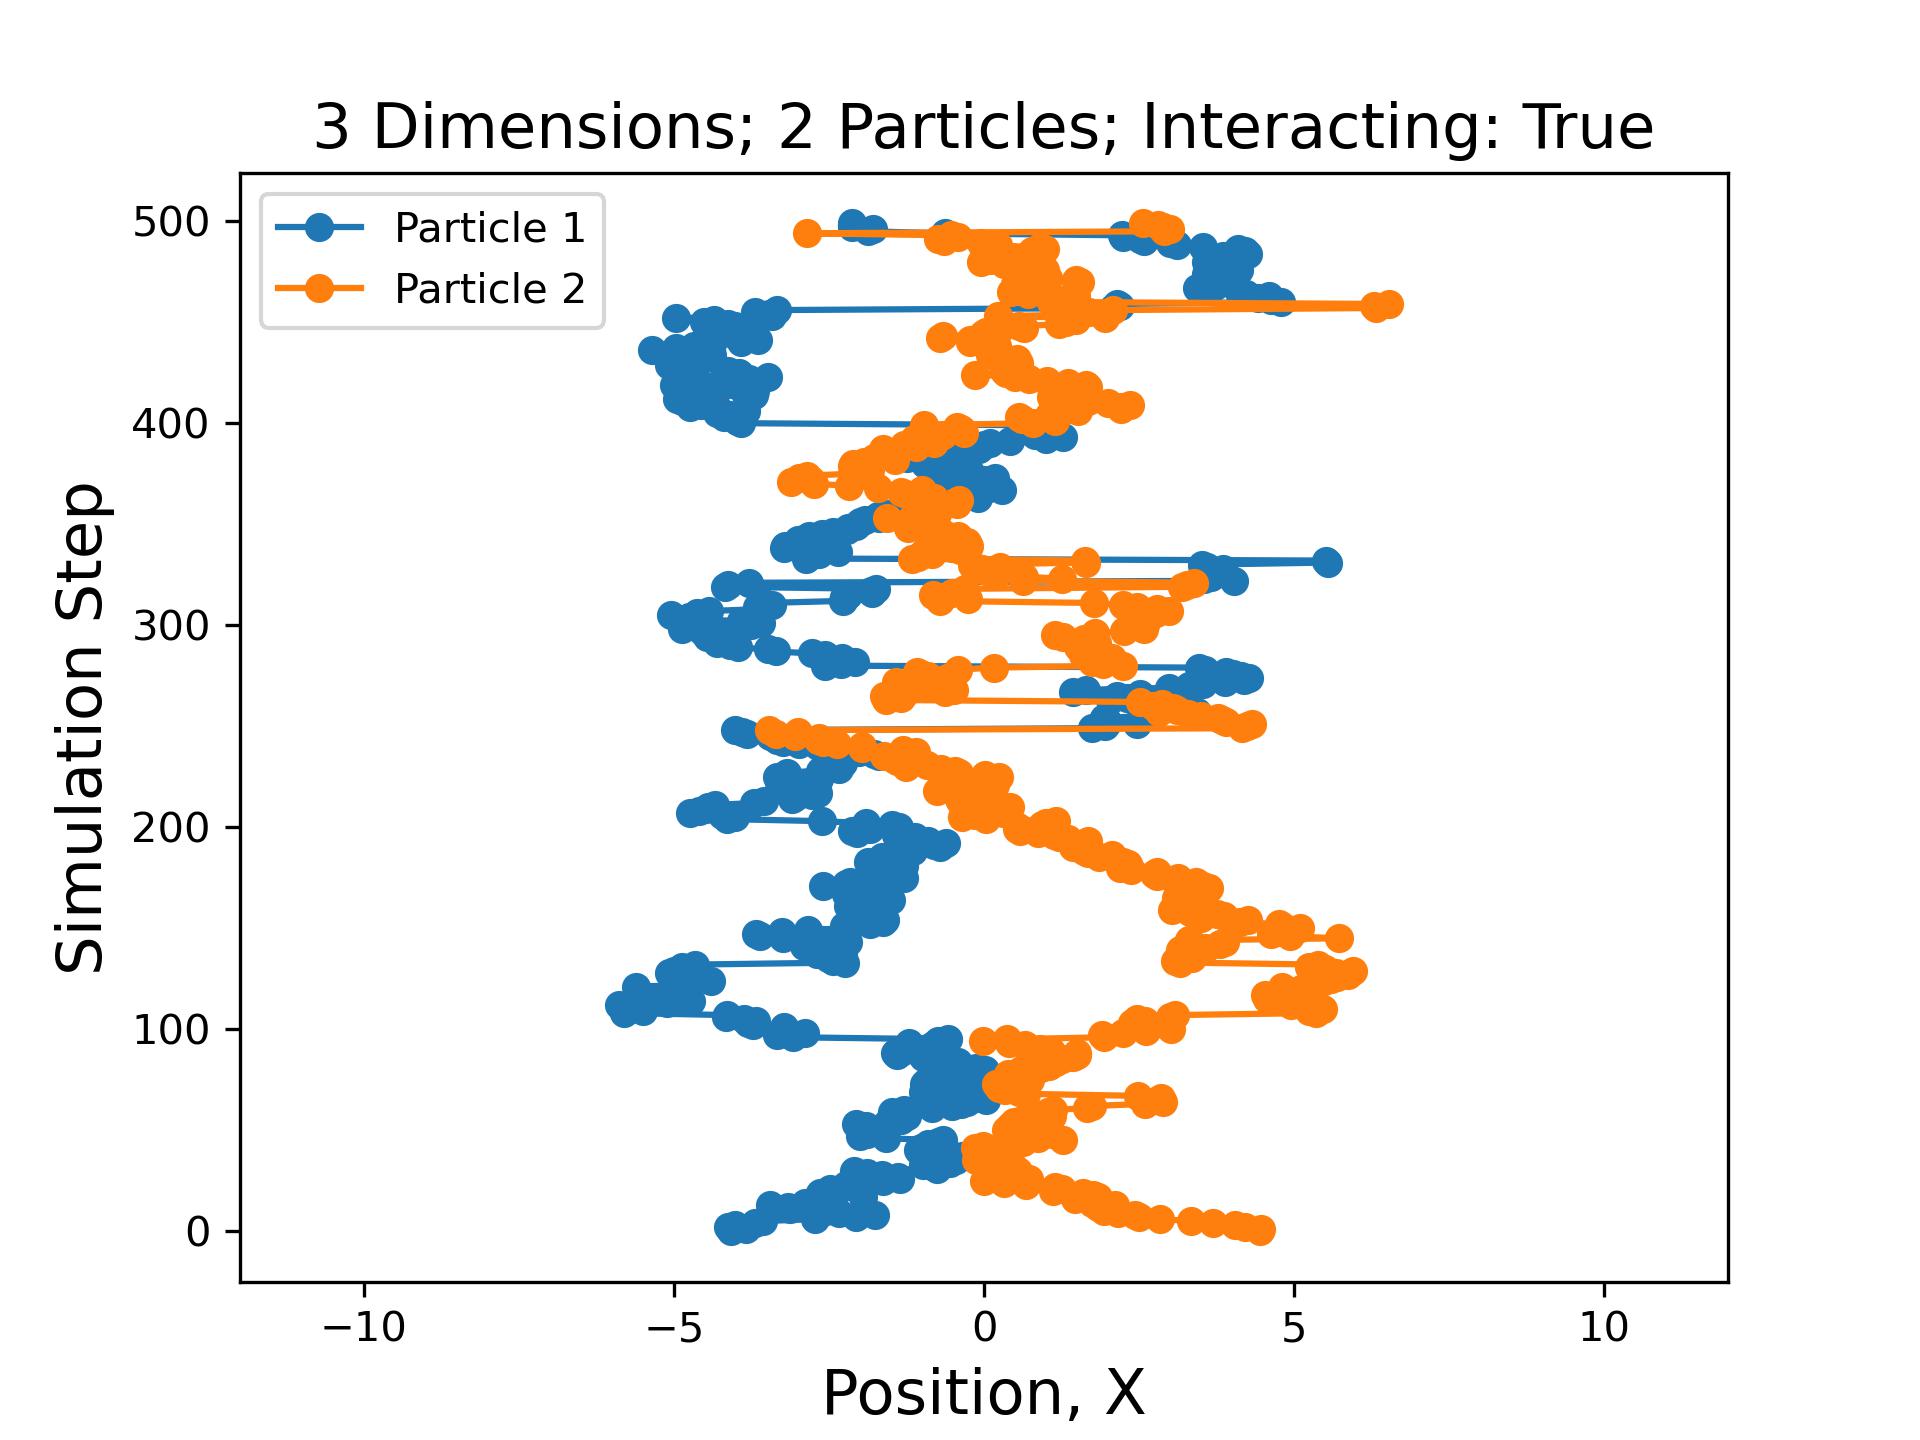 3 Dimensions; 2 Particles; Interacting: True
Particle 1
Particle 2
Simulation Step
500
400
300
200
100
0
−10
−5
0
5
10
Position, X